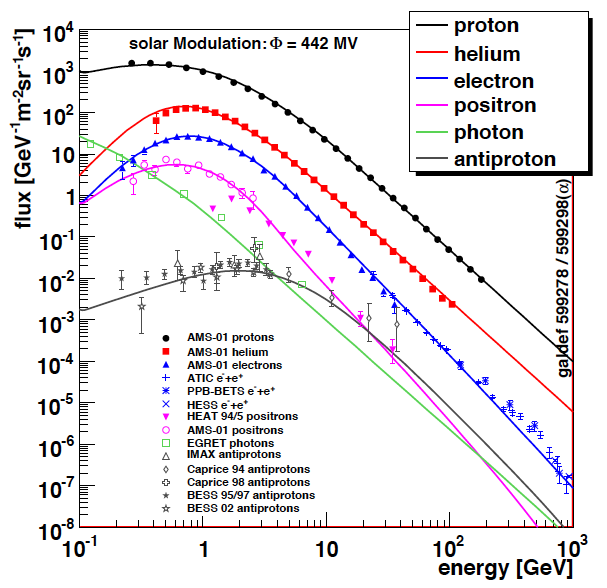 solar Modulation: Φ = 442 MV
proton
helium
electron
positron
photon
antiproton
flux [GeV⁻¹m⁻²sr⁻¹s⁻¹]
10⁴
10³
10²
10
1
10⁻¹
10⁻²
10⁻³
10⁻⁴
10⁻⁵
10⁻⁶
10⁻⁷
10⁻⁸
galdef 599278 / 599298(α)
AMS-01 protons
AMS-01 helium
AMS-01 electrons
ATIC e⁻+e⁺
PPB-BETS e⁻+e⁺
HESS e⁻+e⁺
HEAT 94/5 positrons
AMS-01 positrons
EGRET photons
IMAX antiprotons
Caprice 94 antiprotons
Caprice 98 antiprotons
BESS 95/97 antiprotons
BESS 02 antiprotons
10⁻¹ 1 10 10² 10³
energy [GeV]